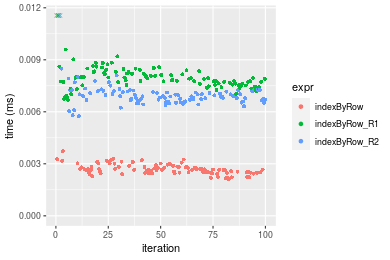 0.012
0.009
0.006
0.003
0.000
time (ms)
0
25
50
75
100
iteration
expr
indexByRow
indexByRow_R1
indexByRow_R2